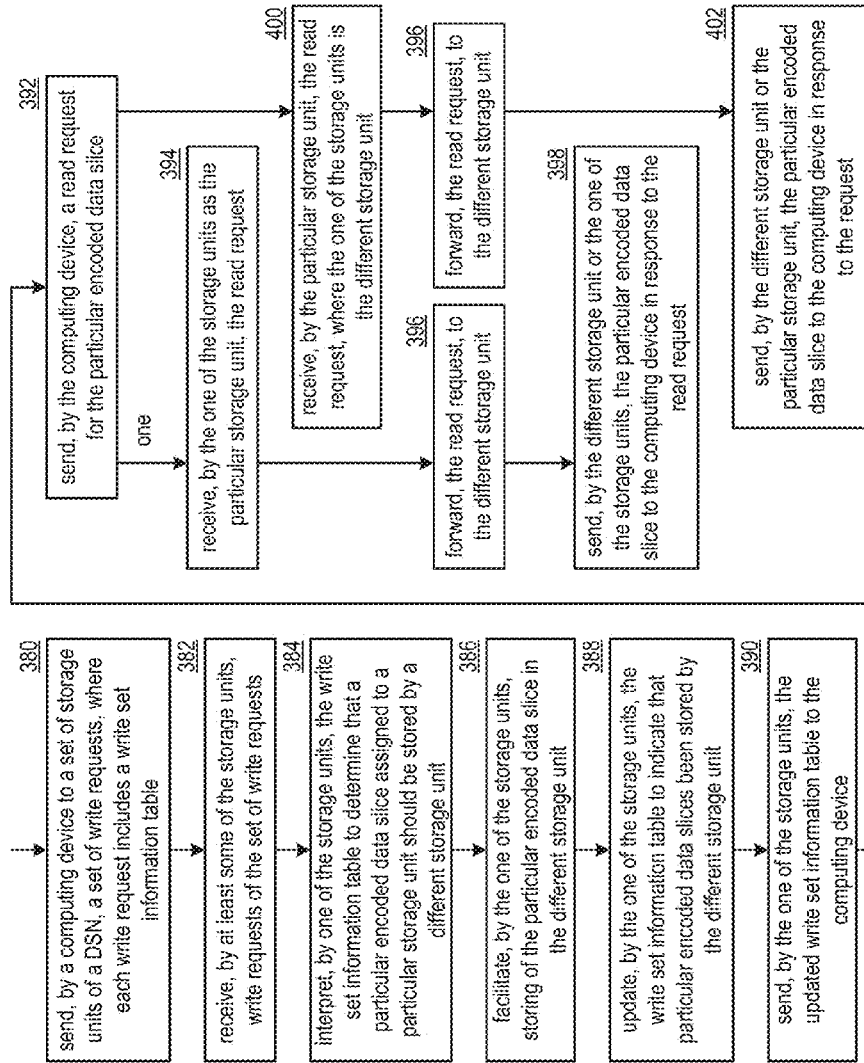 380
send, by a computing device to a set of storage
units of a DSN, a set of write requests, where
each write request includes a write set
information table
382
receive, by at least some of the storage units,
write requests of the set of write requests
384
interpret, by one of the storage units, the write
set information table to determine that a
particular encoded data slice assigned to a
particular storage unit should be stored by a
different storage unit
386
facilitate, by the one of the storage units,
storing of the particular encoded data slice in
the different storage unit
388
update, by the one of the storage units, the
write set information table to indicate that
particular encoded data slices been stored by
the different storage unit
390
send, by the one of the storage units, the
updated write set information table to the
computing device
392
send, by the computing device, a read request
for the particular encoded data slice
one
394
receive, by the one of the storage units as the
particular storage unit, the read request
400
receive, by the particular storage unit, the read
request, where the one of the storage units is
the different storage unit
396
forward, the read request, to
the different storage unit
396
forward, the read request, to
the different storage unit
398
send, by the different storage unit or the one of
the storage units, the particular encoded data
slice to the computing device in response to the
read request
402
send, by the different storage unit or the
particular storage unit, the particular encoded
data slice to the computing device in response
to the request